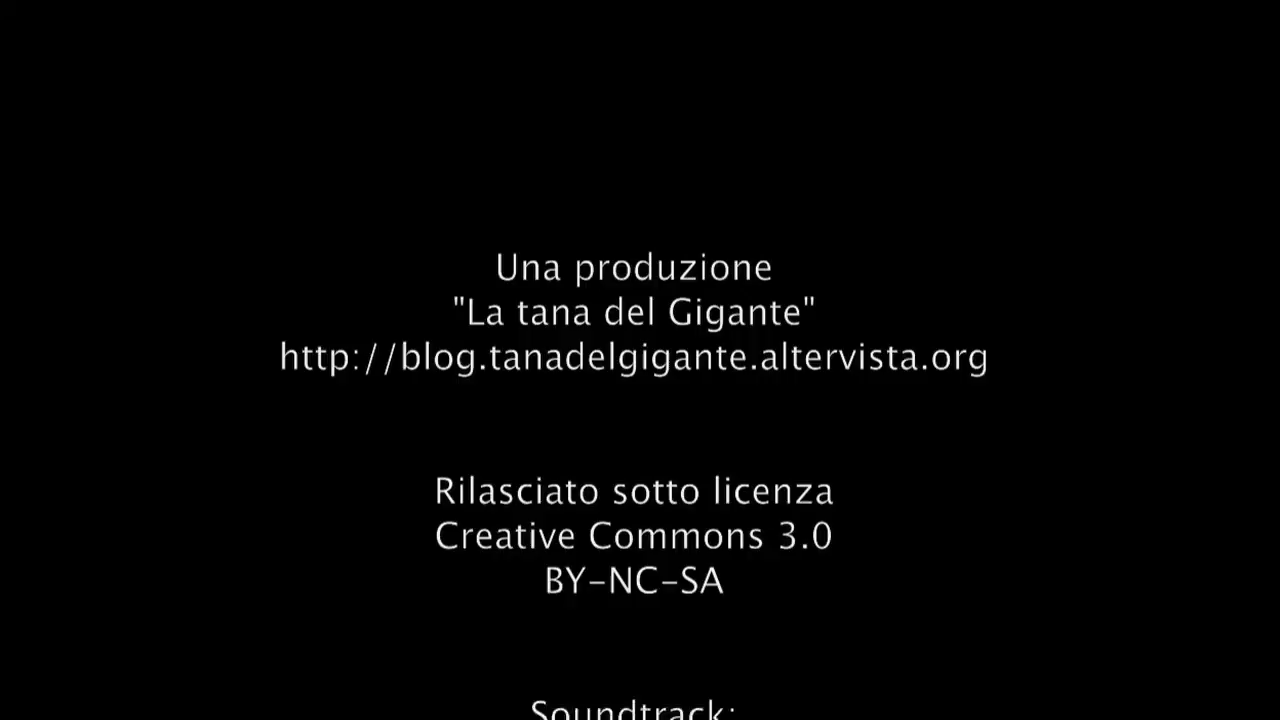 Una produzione
"La tana del Gigante"
http://blog.tanadelgigante.altervista.org
Rilasciato sotto licenza
Creative Commons 3.0
BY-NC-SA
Soundtrack: